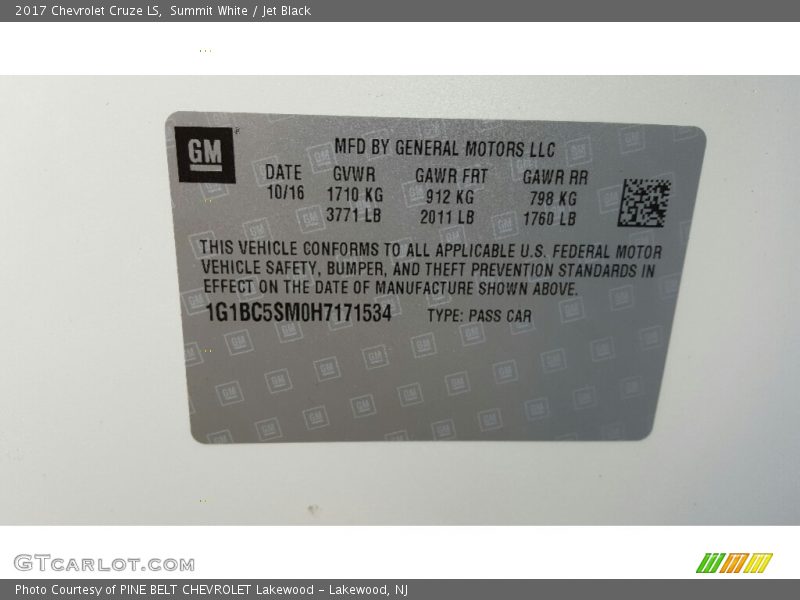 2017 Chevrolet Cruze LS, Summit White / Jet Black
GM
MFD BY GENERAL MOTORS LLC
DATE GVWR GAWR FRT GAWR RR
10/16 1710 KG 912 KG 798 KG
3771 LB 2011 LB 1760 LB
THIS VEHICLE CONFORMS TO ALL APPLICABLE U.S. FEDERAL MOTOR
VEHICLE SAFETY, BUMPER, AND THEFT PREVENTION STANDARDS IN
EFFECT ON THE DATE OF MANUFACTURE SHOWN ABOVE.
1G1BC5SM0H7171534 TYPE: PASS CAR
GTCARLOT.COM
Photo Courtesy of PINE BELT CHEVROLET Lakewood - Lakewood, NJ